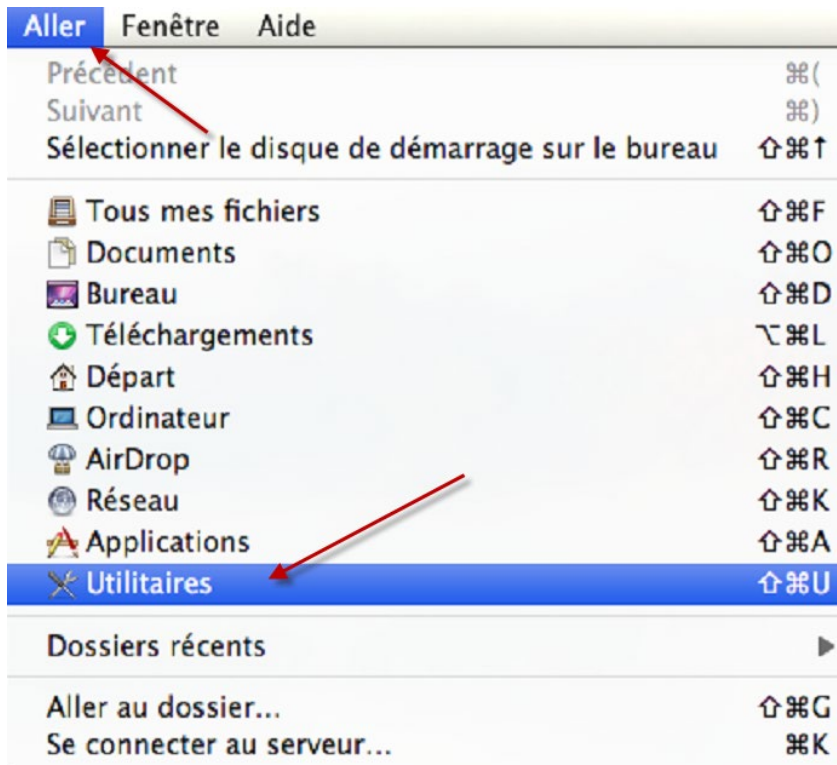 Aller Fenêtre Aide
Précédent ⌘(
Suivant ⌘)
Sélectionner le disque de démarrage sur le bureau ⇧⌘↑
Tous mes fichiers ⇧⌘F
Documents ⇧⌘O
Bureau ⇧⌘D
Téléchargements ⌥⌘L
Départ ⇧⌘H
Ordinateur ⇧⌘C
AirDrop ⇧⌘R
Réseau ⇧⌘K
Applications ⇧⌘A
Utilitaires ⇧⌘U
Dossiers récents ▶
Aller au dossier... ⇧⌘G
Se connecter au serveur... ⌘K